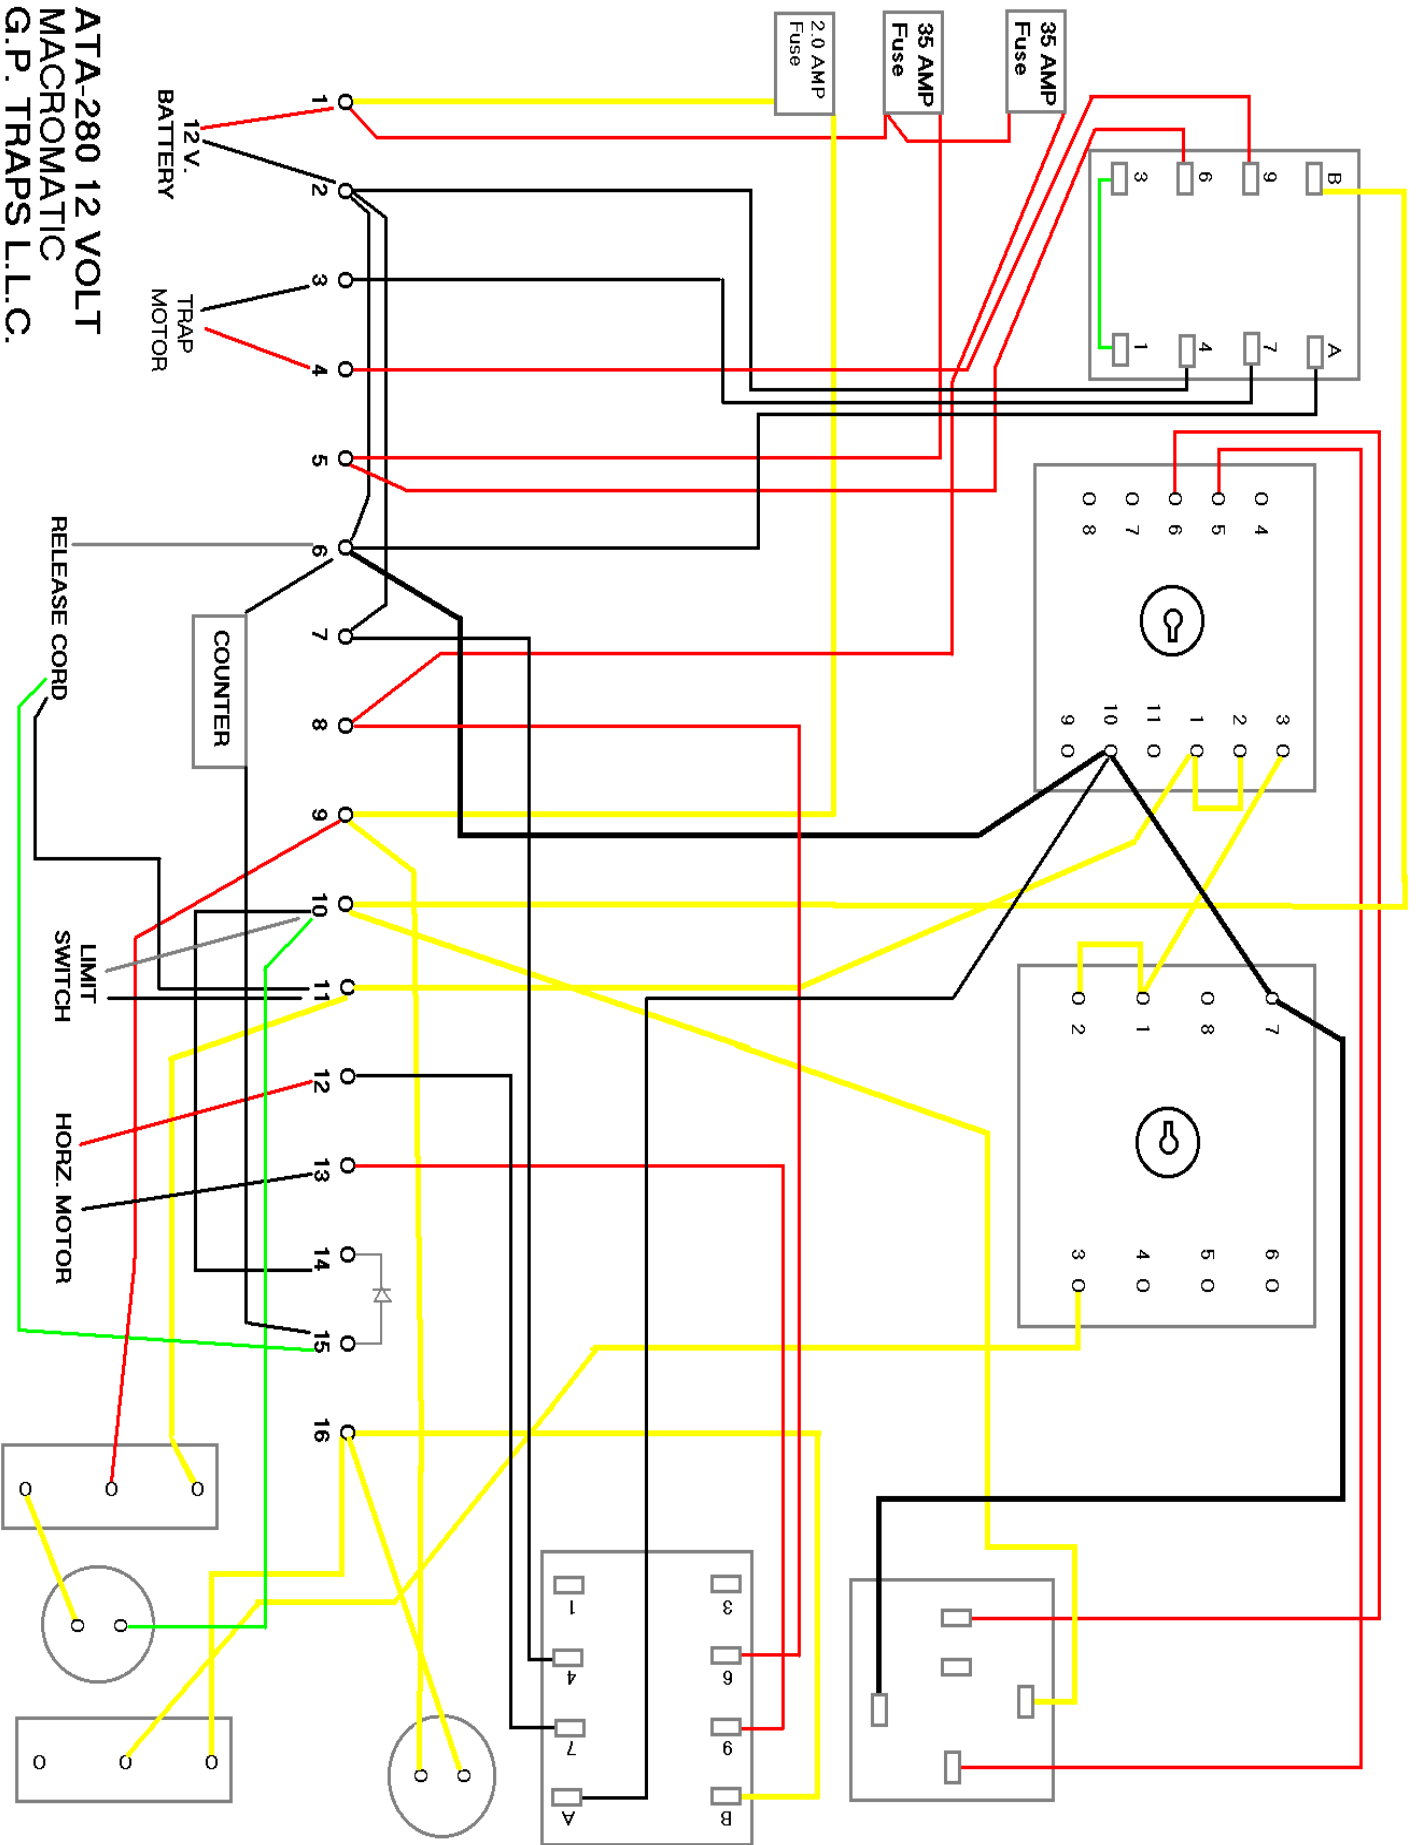 35 AMP
Fuse
35 AMP
Fuse
2.0 AMP
Fuse
B
9
6
3
A
7
4
1
4
5
6
7
8
3
2
1
11
10
9
7
8
1
2
6
5
4
3
1
2
3
4
5
6
7
8
9
10
11
12
13
14
15
16
12 V.
BATTERY
TRAP
MOTOR
RELEASE CORD
COUNTER
LIMIT
SWITCH
HORZ. MOTOR
3
6
9
B
1
4
7
A
ATA-280 12 VOLT
MACROMATIC
G.P. TRAPS L.L.C.